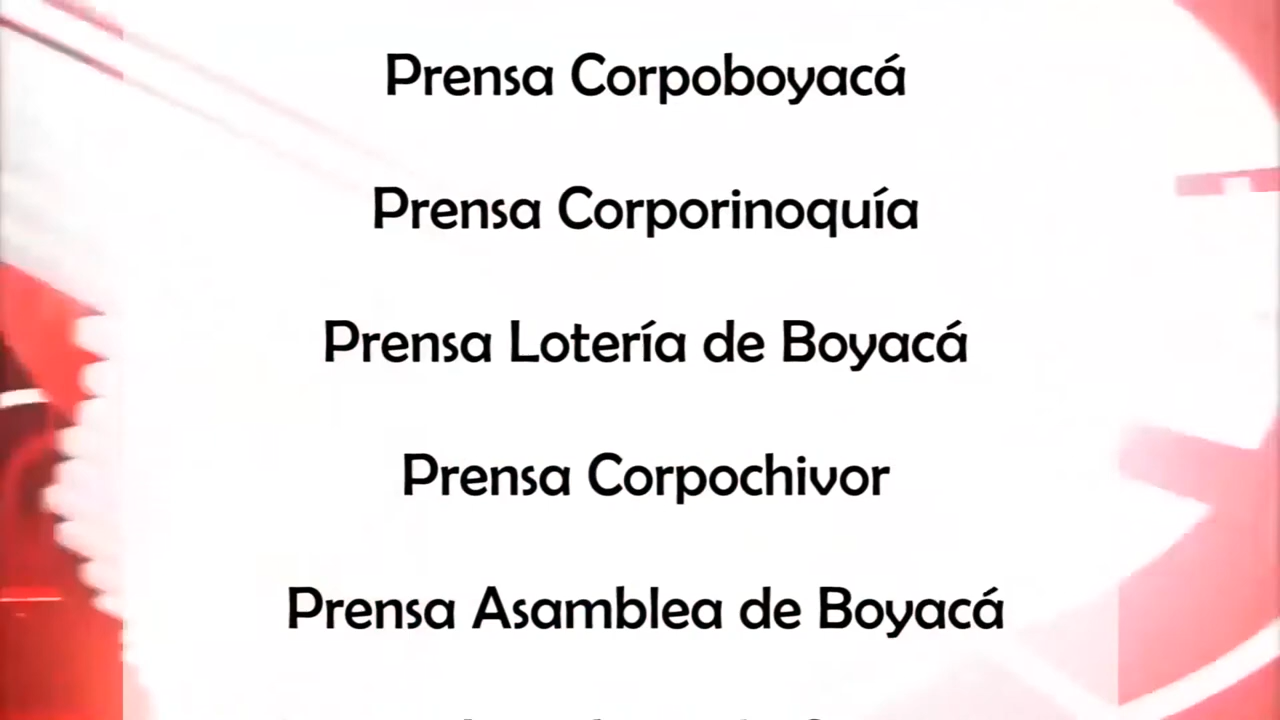 Prensa Corpoboyacá
Prensa Corporinoquía
Prensa Lotería de Boyacá
Prensa Corpochivor
Prensa Asamblea de Boyacá